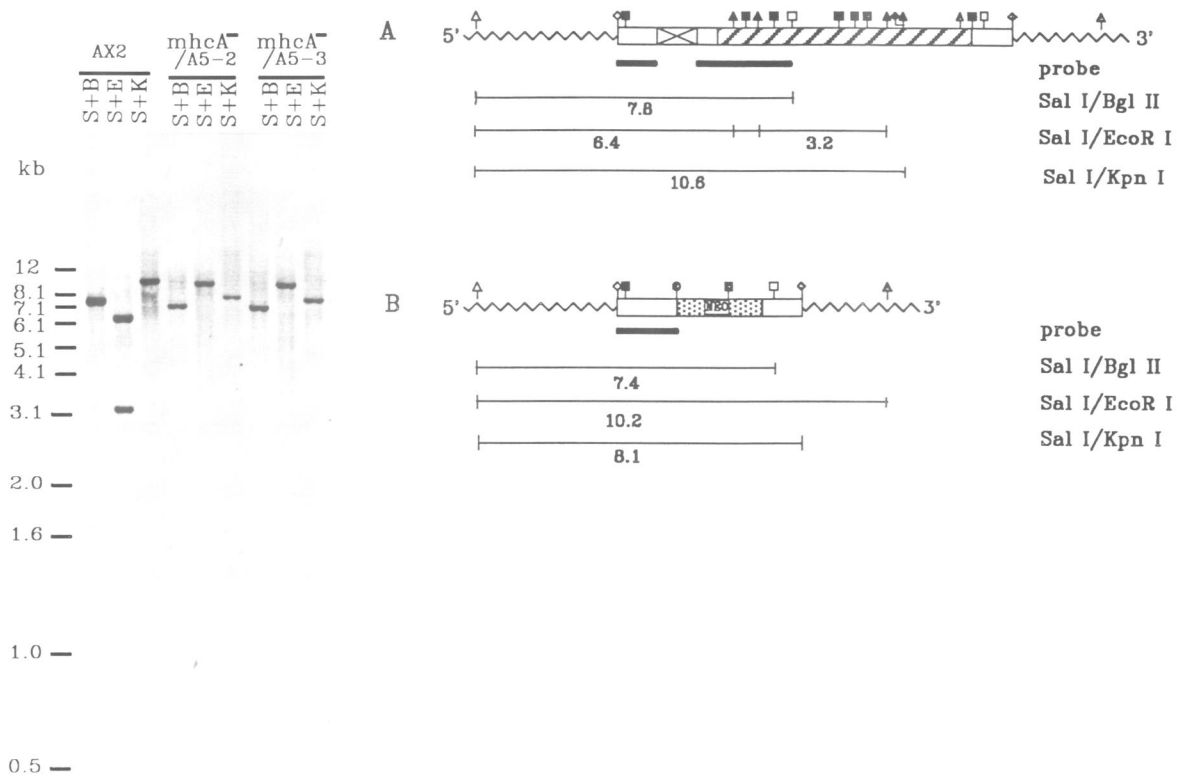 AX2
mhcA⁻
/A5-2
mhcA⁻
/A5-3
S+B
S+E
S+K
S+B
S+E
S+K
S+B
S+E
S+K
kb
12
8.1
7.1
6.1
5.1
4.1
3.1
2.0
1.6
1.0
0.5
A
5'
3'
probe
7.8
Sal I/Bgl II
6.4
3.2
Sal I/EcoR I
10.6
Sal I/Kpn I
B
5'
NEO
3'
probe
7.4
Sal I/Bgl II
10.2
Sal I/EcoR I
8.1
Sal I/Kpn I